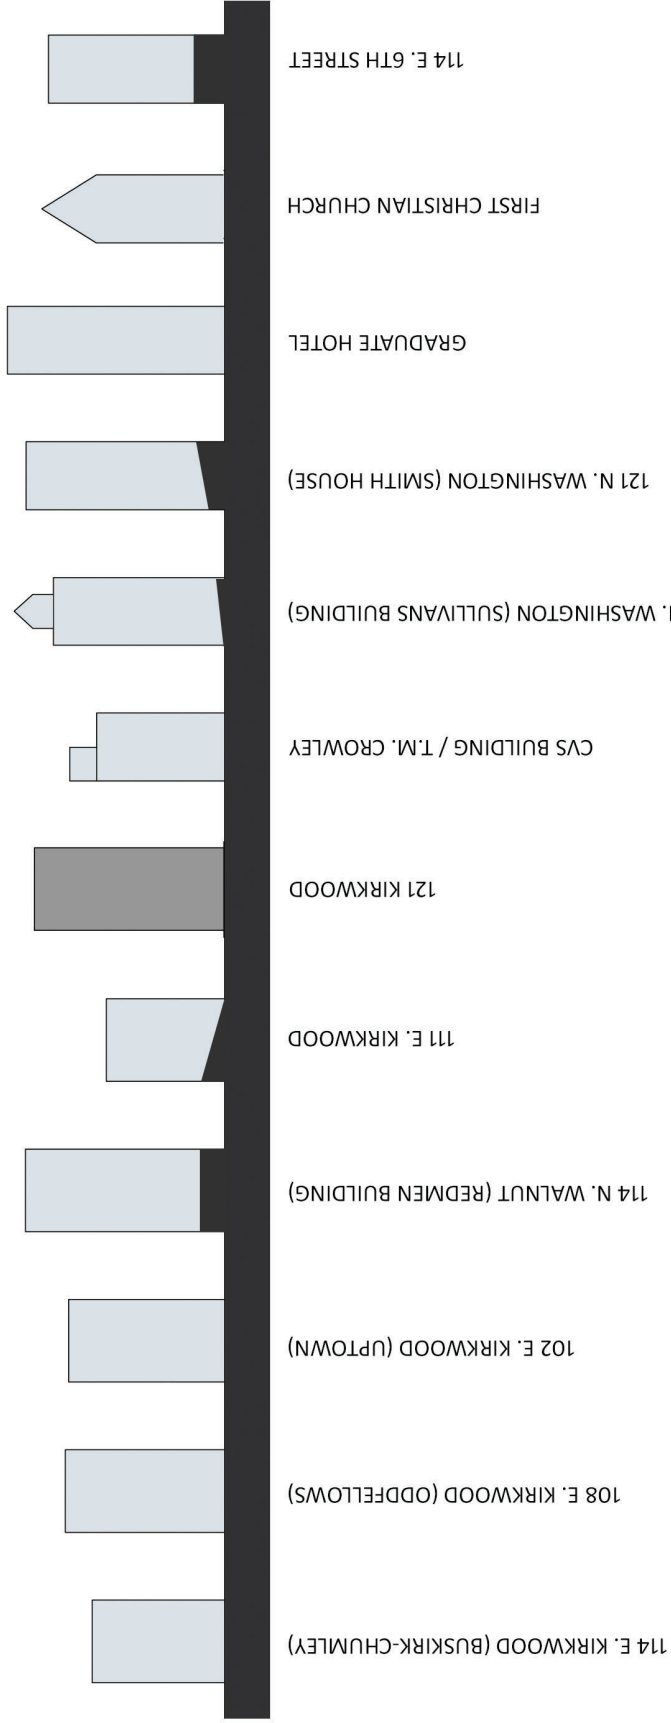 114 E. KIRKWOOD (BUSKIRK-CHUMLEY)
108 E. KIRKWOOD (ODDFELLOWS)
102 E. KIRKWOOD (UPTOWN)
114 N. WALNUT (REDMEN BUILDING)
111 E. KIRKWOOD
121 KIRKWOOD
CVS BUILDING / T.M. CROWLEY
WASHINGTON (SULLIVANS BUILDING)
121 N. WASHINGTON (SMITH HOUSE)
GRADUATE HOTEL
FIRST CHRISTIAN CHURCH
114 E. 6TH STREET